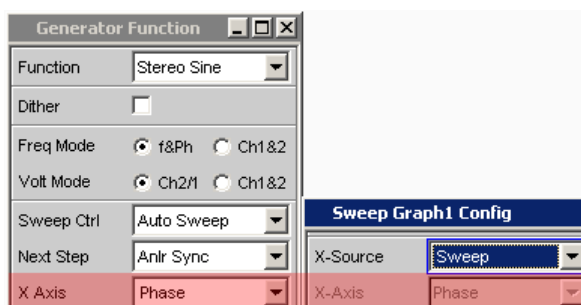 Generator Function
Function Stereo Sine
Dither
Freq Mode f&Ph Ch1&2
Volt Mode Ch2/1 Ch1&2
Sweep Ctrl Auto Sweep
Sweep Graph1 Config
Next Step Anlr Sync
X-Source Sweep
X Axis Phase
X-Axis Phase